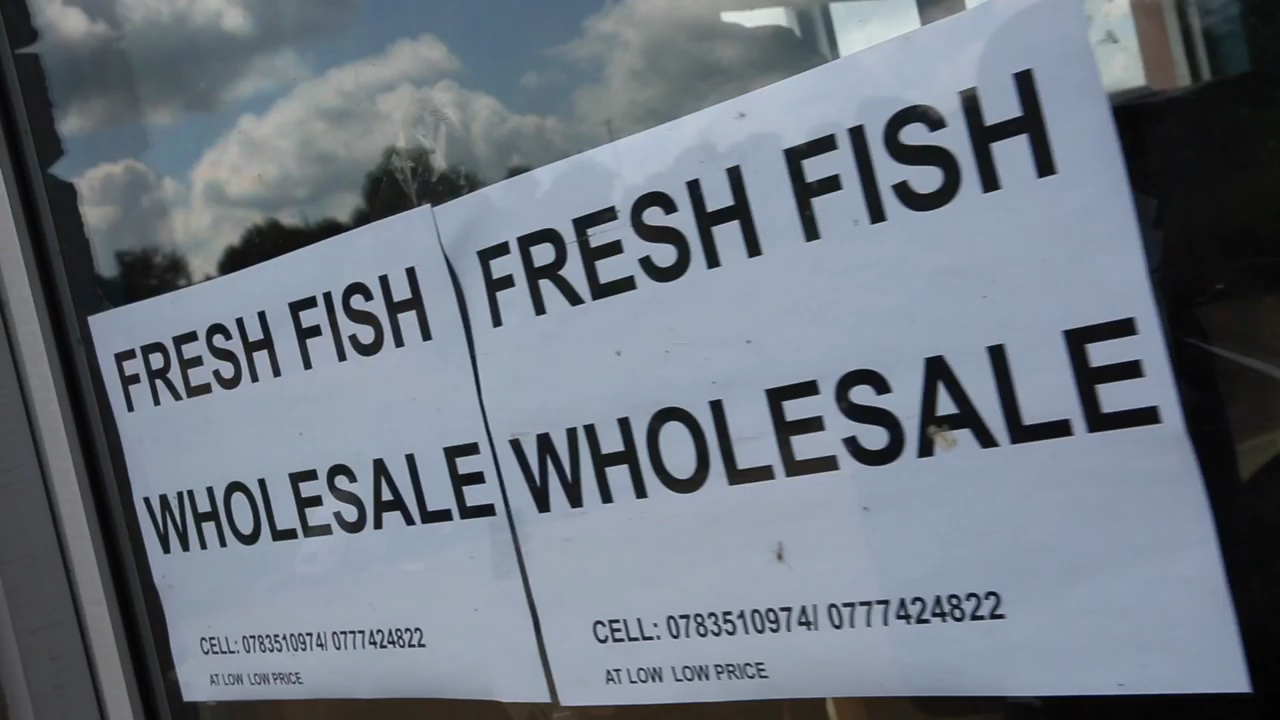 FRESH FISH
WHOLESALE
CELL: 0783510974/ 0777424822
AT LOW LOW PRICE
FRESH FISH
WHOLESALE
CELL: 0783510974/ 0777424822
AT LOW LOW PRICE